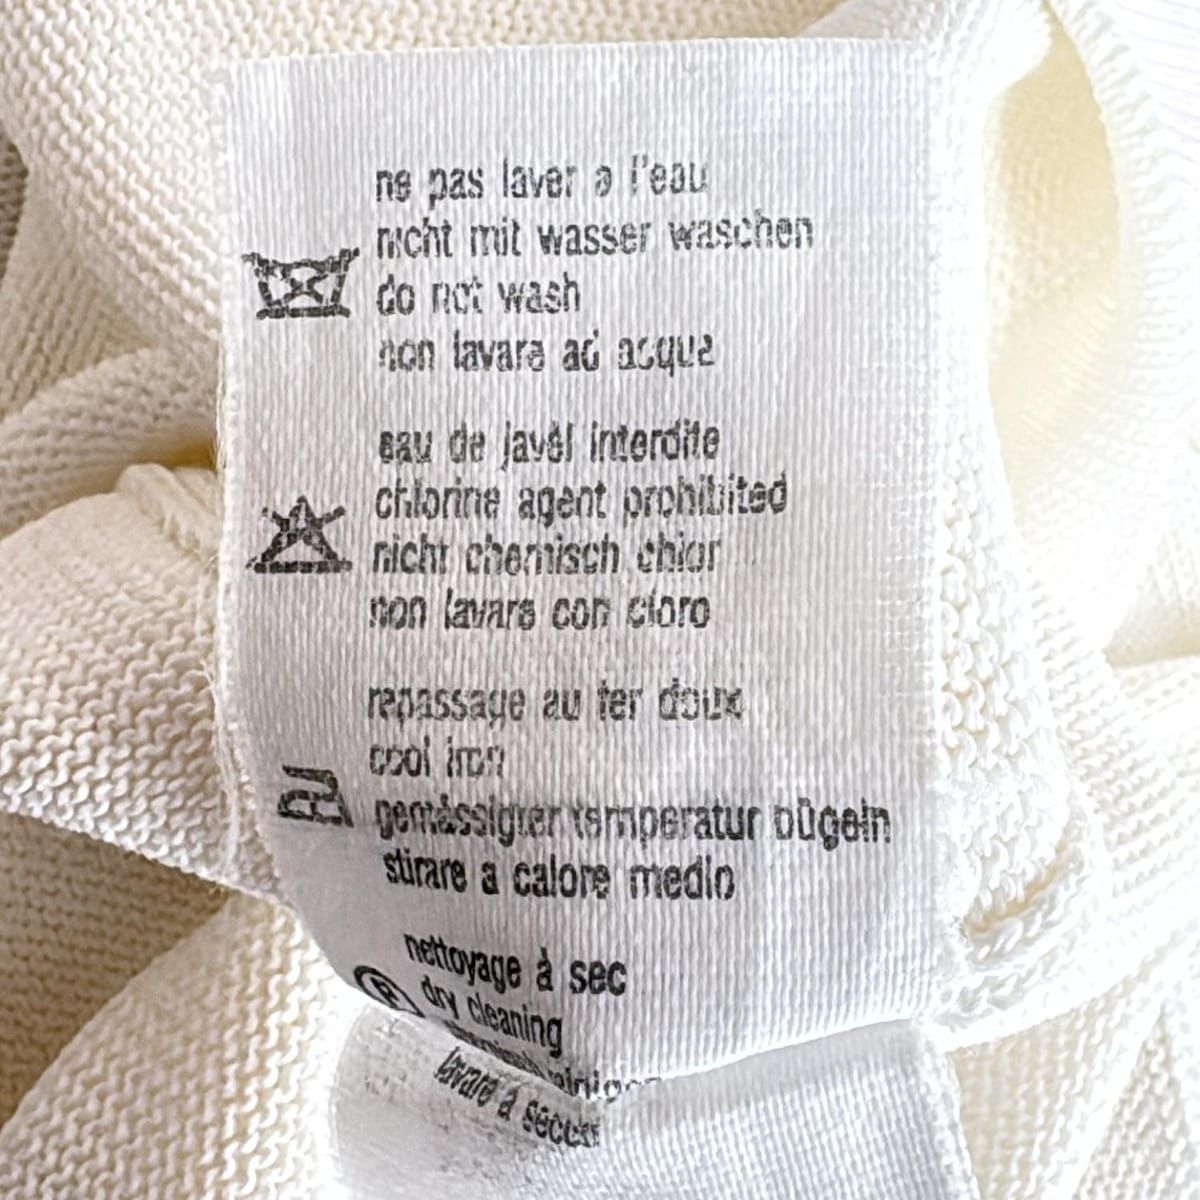 ne pas laver a l'eau
nicht mit wasser waschen
do not wash
non lavara ad acqua
eau de javél interdite
chlorine agent prohibited
nicht chemisch chlor
non lavare con cloro
repassage au fer doux
cool iron
gemässigter temperatur bügeln
stirare a calore medio
nettoyage à sec
P
dry cleaning
lavare a secco